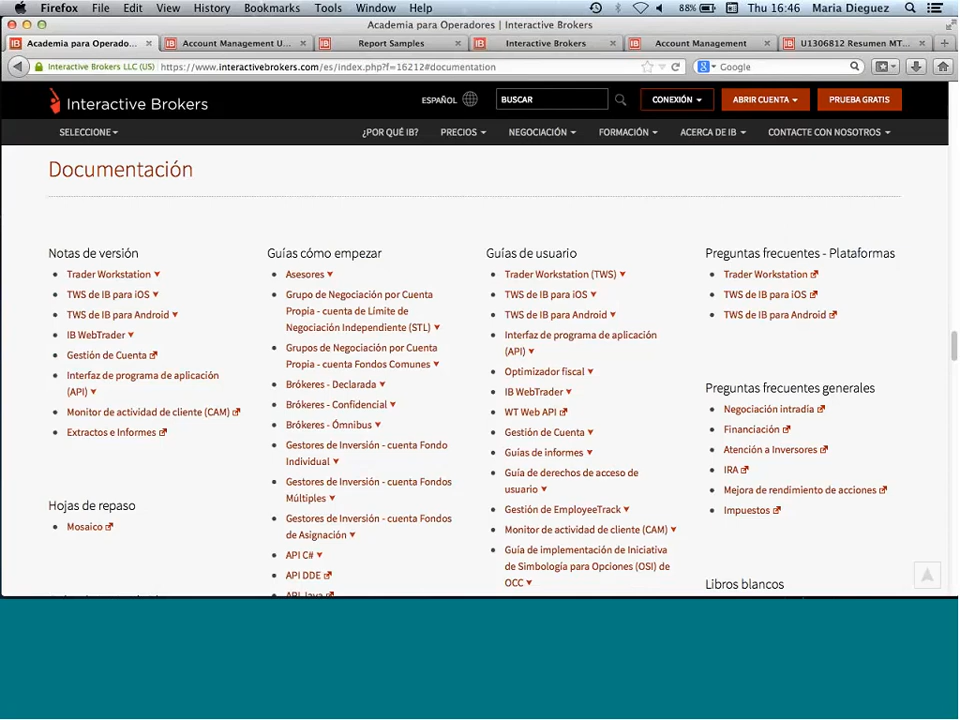 Firefox File Edit View History Bookmarks Tools Window Help 88% Thu 16:46 Maria Dieguez
Academia para Operadores | Interactive Brokers
Academia para Operado... Account Management U... Report Samples Interactive Brokers Account Management U1306812 Resumen MT...
Interactive Brokers LLC (US) https://www.interactivebrokers.com/es/index.php?f=16212#documentation Google
Interactive Brokers ESPAÑOL BUSCAR CONEXIÓN ABRIR CUENTA PRUEBA GRATIS
SELECCIONE ¿POR QUÉ IB? PRECIOS NEGOCIACIÓN FORMACIÓN ACERCA DE IB CONTACTE CON NOSOTROS
Documentación
Notas de versión
Trader Workstation
TWS de IB para iOS
TWS de IB para Android
IB WebTrader
Gestión de Cuenta
Interfaz de programa de aplicación
(API)
Monitor de actividad de cliente (CAM)
Extractos e Informes
Hojas de repaso
Mosaico
Guías cómo empezar
Asesores
Grupo de Negociación por Cuenta
Propia - cuenta de Límite de
Negociación Independiente (STL)
Grupos de Negociación por Cuenta
Propia - cuenta Fondos Comunes
Brókeres - Declarada
Brókeres - Confidencial
Brókeres - Ómnibus
Gestores de Inversión - cuenta Fondo
Individual
Gestores de Inversión - cuenta Fondos
Múltiples
Gestores de Inversión - cuenta Fondos
de Asignación
API C#
API DDE
API Java
Guías de usuario
Trader Workstation (TWS)
TWS de IB para iOS
TWS de IB para Android
Interfaz de programa de aplicación
(API)
Optimizador fiscal
IB WebTrader
WT Web API
Gestión de Cuenta
Guías de informes
Guía de derechos de acceso de
usuario
Gestión de EmployeeTrack
Monitor de actividad de cliente (CAM)
Guía de implementación de Iniciativa
de Simbología para Opciones (OSI) de
OCC
Preguntas frecuentes - Plataformas
Trader Workstation
TWS de IB para iOS
TWS de IB para Android
Preguntas frecuentes generales
Negociación intradía
Financiación
Atención a Inversores
IRA
Mejora de rendimiento de acciones
Impuestos
Libros blancos